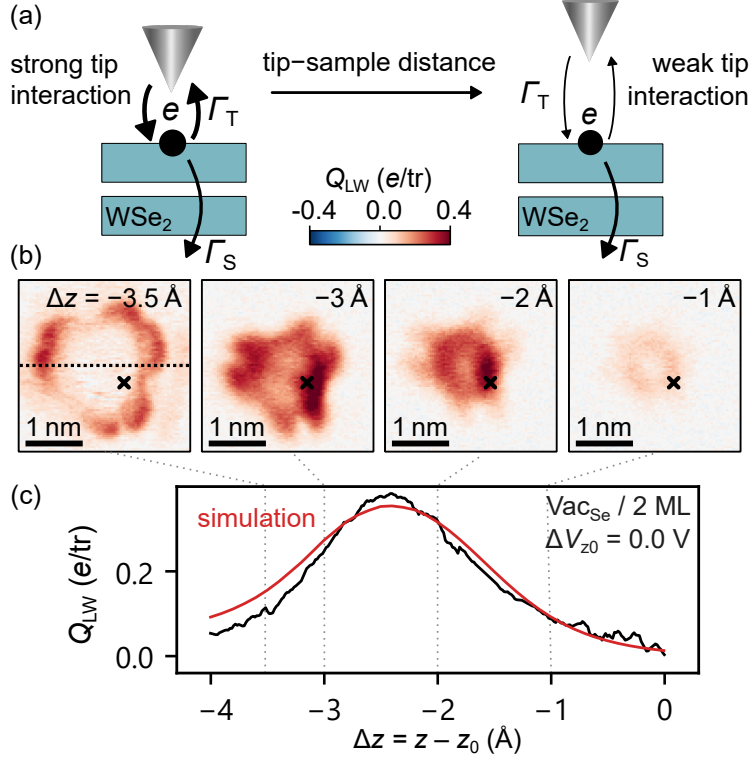 (a)
strong tip
interaction
tip−sample distance
weak tip
interaction
e
Γ_T
Γ_T
e
WSe₂
Γ_S
Q_LW (e/tr)
-0.4 0.0 0.4
WSe₂
Γ_S
(b)
Δz = −3.5 Å
−3 Å
−2 Å
−1 Å
1 nm
1 nm
1 nm
1 nm
(c)
simulation
Vac_Se / 2 ML
ΔV_z0 = 0.0 V
Q_LW (e/tr)
0.2
0.0
−4 −3 −2 −1 0
Δz = z – z₀ (Å)